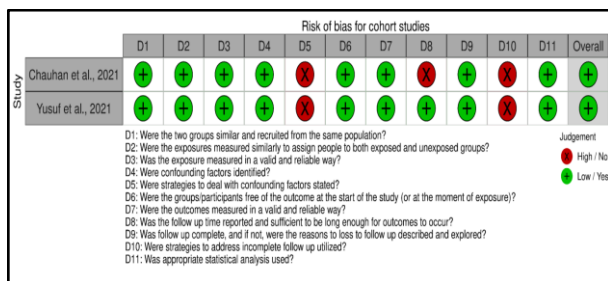 Risk of bias for cohort studies
D1 D2 D3 D4 D5 D6 D7 D8 D9 D10 D11 Overall
Study
Chauhan et al., 2021 + + + + X + + X + X + +
Yusuf et al., 2021 + + + + X + + + + X + +
D1: Were the two groups similar and recruited from the same population?
D2: Were the exposures measured similarly to assign people to both exposed and unexposed groups?
D3: Was the exposure measured in a valid and reliable way?
D4: Were confounding factors identified?
D5: Were strategies to deal with confounding factors stated?
D6: Were the groups/participants free of the outcome at the start of the study (or at the moment of exposure)?
D7: Were the outcomes measured in a valid and reliable way?
D8: Was the follow up time reported and sufficient to be long enough for outcomes to occur?
D9: Was follow up complete, and if not, were the reasons to loss to follow up described and explored?
D10: Were strategies to address incomplete follow up utilized?
D11: Was appropriate statistical analysis used?
Judgement
X High / No
+ Low / Yes